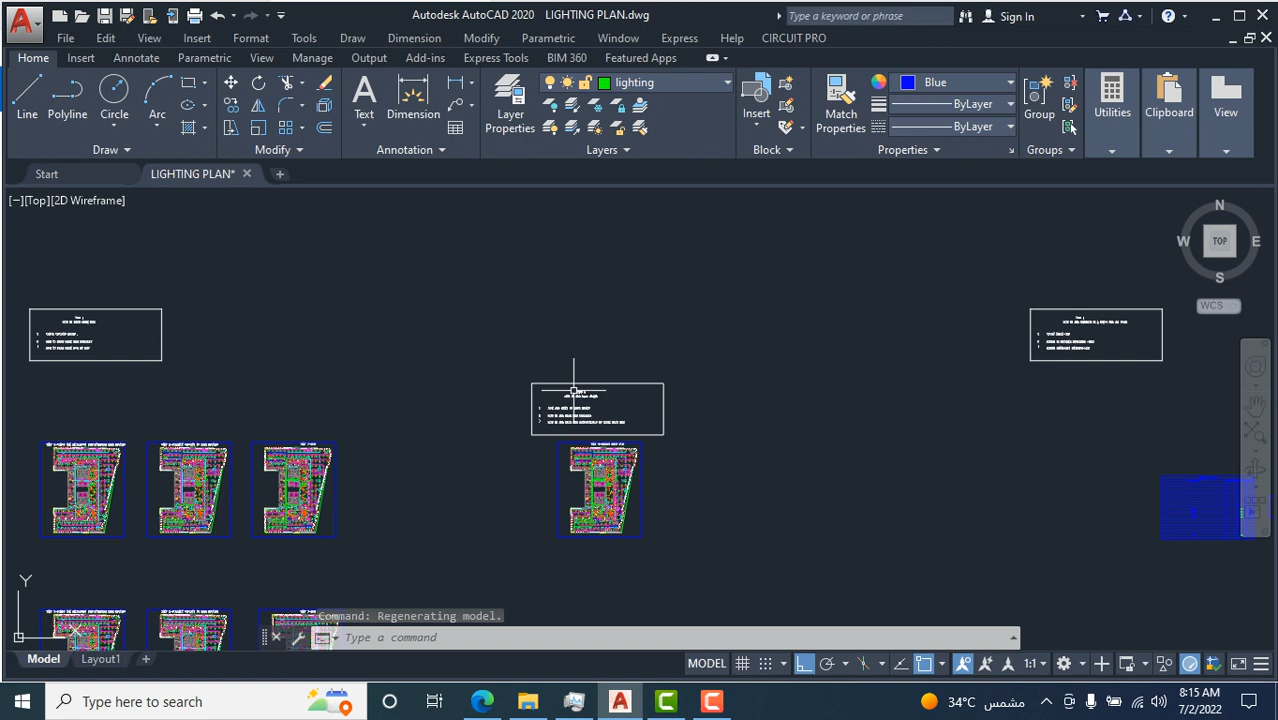 Autodesk AutoCAD 2020 LIGHTING PLAN.dwg
Type a keyword or phrase
Sign In
File Edit View Insert Format Tools Draw Dimension Modify Parametric Window Express Help CIRCUIT PRO
Home Insert Annotate Parametric View Manage Output Add-ins Express Tools BIM 360 Featured Apps
lighting
Blue
ByLayer
ByLayer
Line Polyline Circle Arc
Text Dimension
Layer Properties
Insert
Match Properties
Group
Utilities
Clipboard
View
Draw Modify Annotation Layers Block Properties Groups
Start LIGHTING PLAN*
[−][Top][2D Wireframe]
N
W TOP E
S
WCS
Y
X
Command: Regenerating model.
Type a command
Model Layout1
MODEL 1:1
Type here to search
34°C مشمس
8:15 AM
7/2/2022